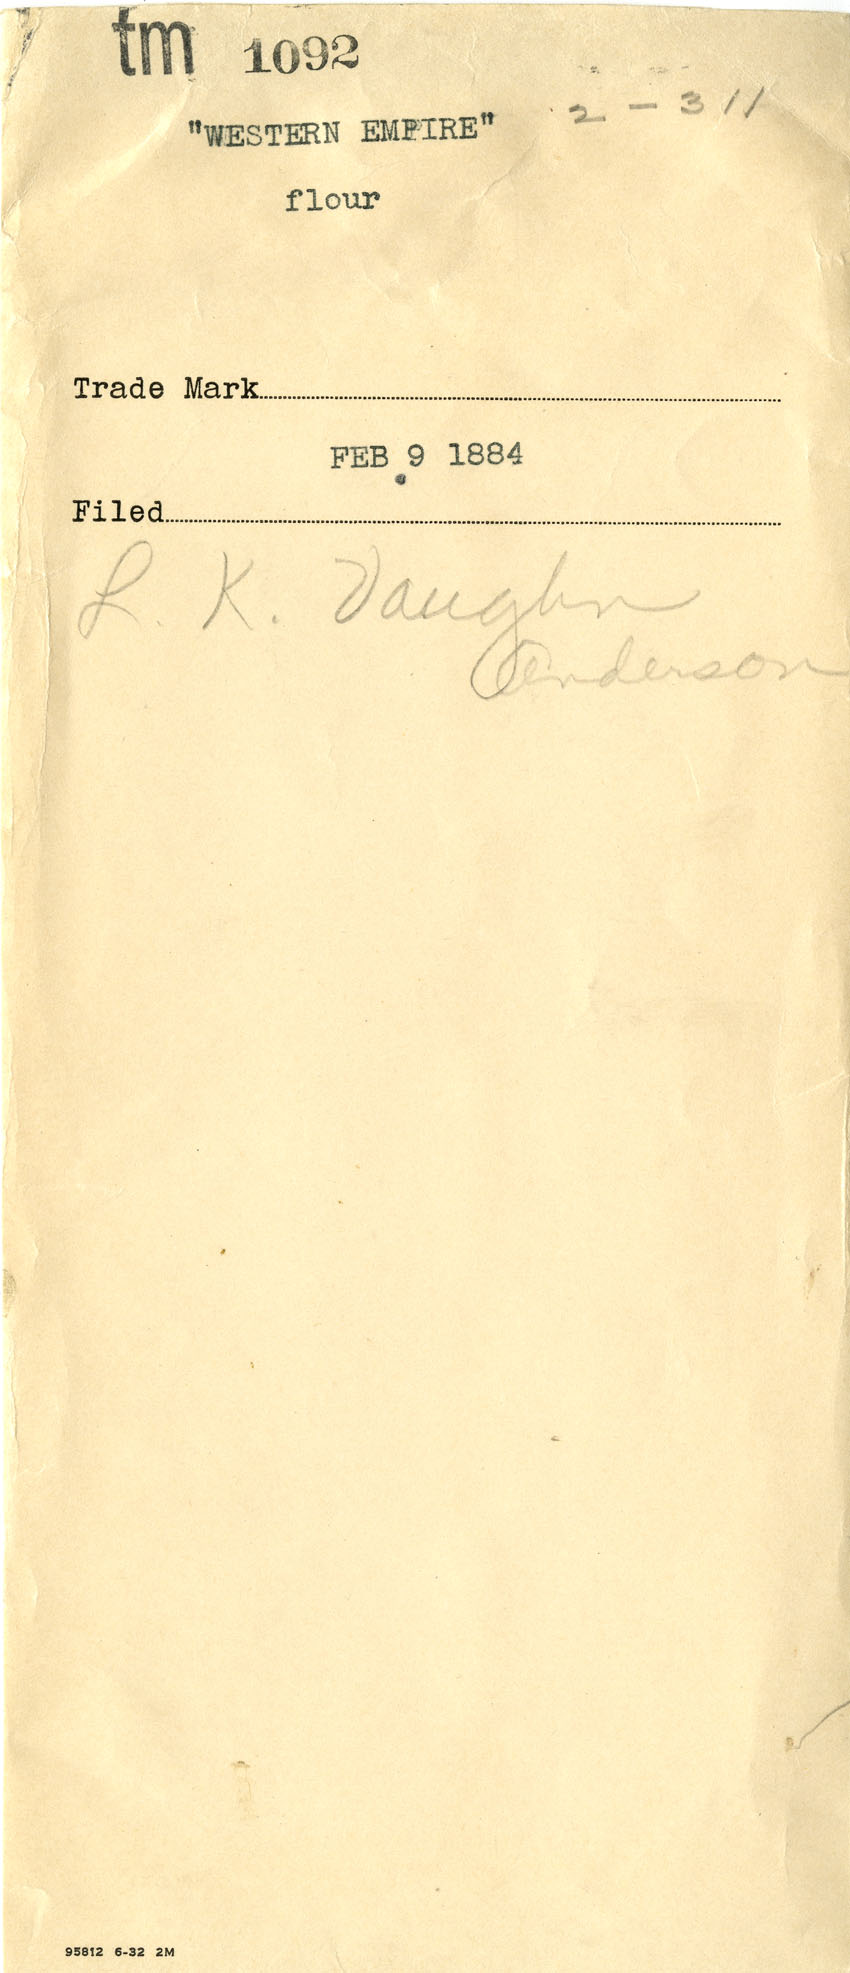 tm 1092
2-311
"WESTERN EMPIRE"
flour
Trade Mark
FEB 9 1884
Filed
L. K. Vaughn
Anderson
95812 6-32 2M